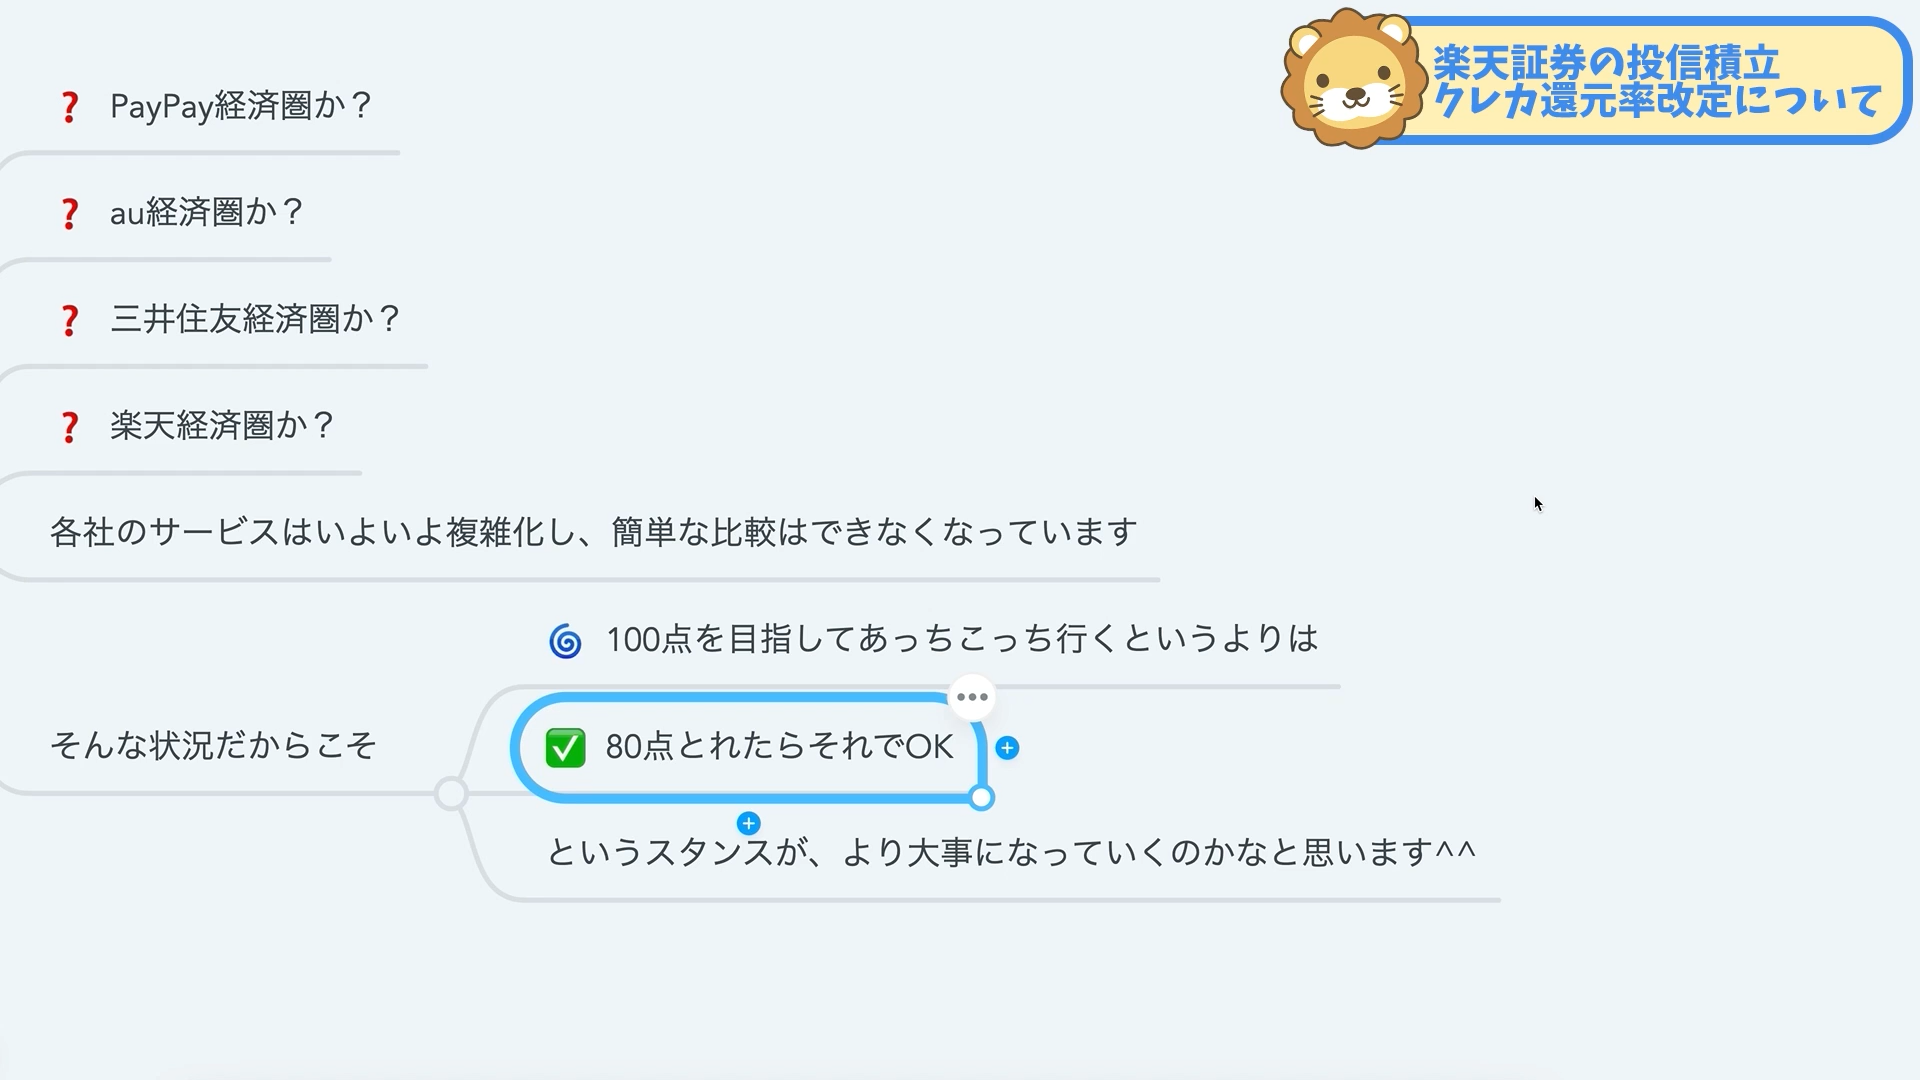 楽天証券の投信積立
クレカ還元率改定について
❓ PayPay経済圏か？
❓ au経済圏か？
❓ 三井住友経済圏か？
❓ 楽天経済圏か？
各社のサービスはいよいよ複雑化し、簡単な比較はできなくなっています
🌀 100点を目指してあっちこっち行くというよりは
そんな状況だからこそ
✅ 80点とれたらそれでOK
というスタンスが、より大事になっていくのかなと思います^^